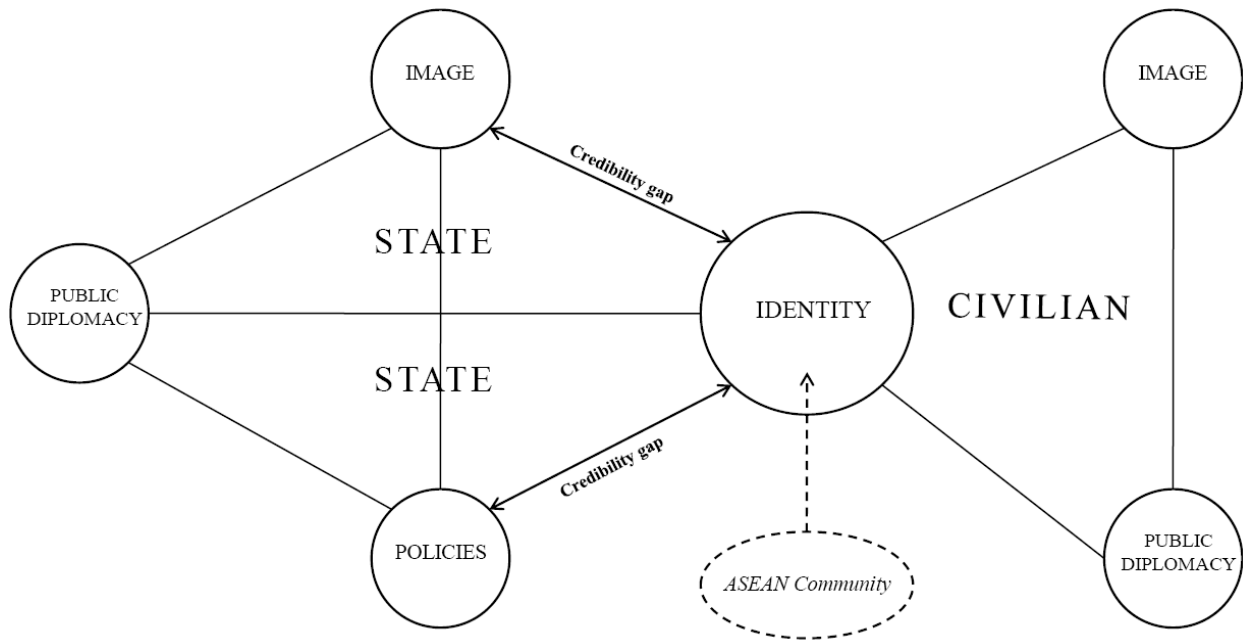 IMAGE
IMAGE
Credibility gap
STATE
PUBLIC
DIPLOMACY
IDENTITY
CIVILIAN
STATE
Credibility gap
POLICIES
ASEAN Community
PUBLIC
DIPLOMACY